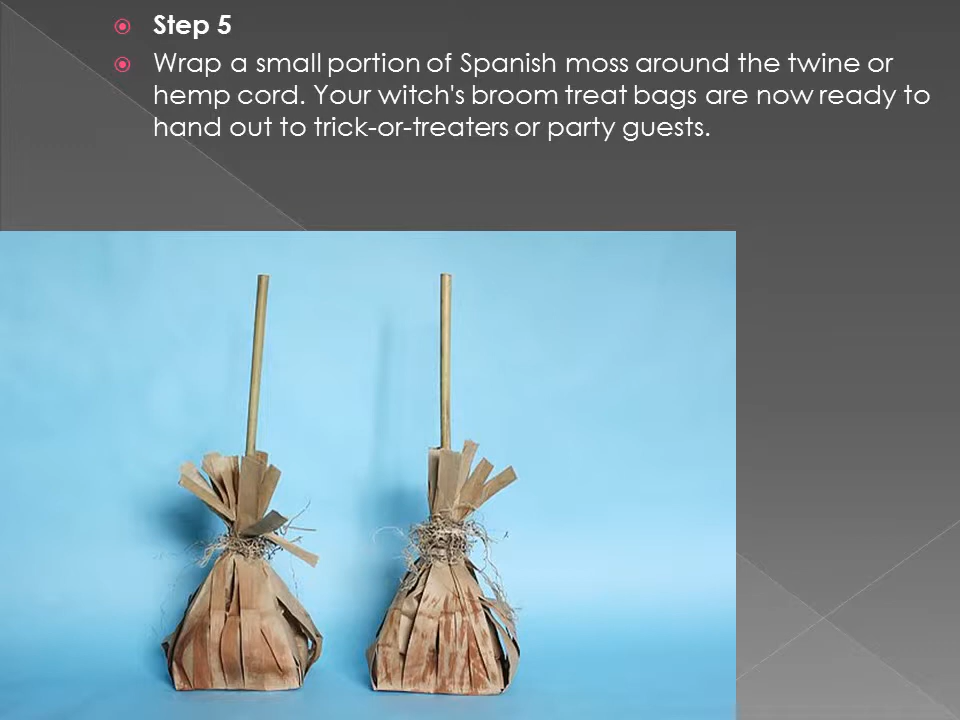 Step 5
Wrap a small portion of Spanish moss around the twine or
hemp cord. Your witch's broom treat bags are now ready to
hand out to trick-or-treaters or party guests.